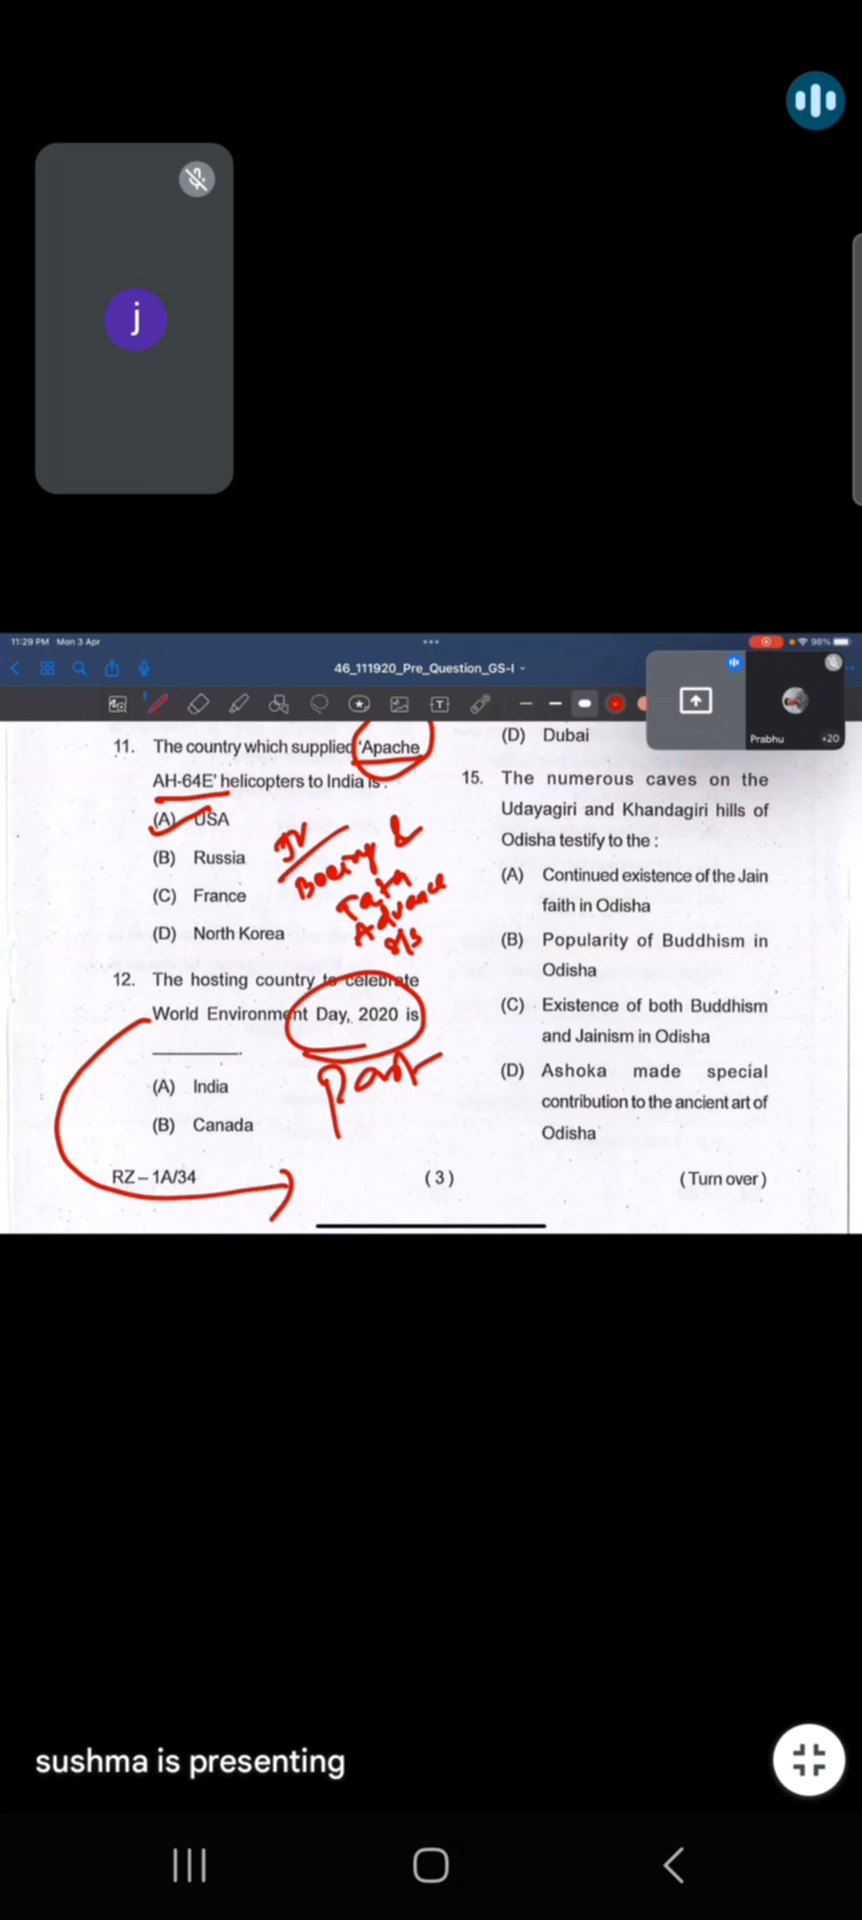 j
11:29 PM Mon 3 Apr
98%
46_111920_Pre_Question_GS-I
Prabhu
+20
11. The country which supplied 'Apache
AH-64E' helicopters to India is :
(A) USA
(B) Russia
(C) France
(D) North Korea
JV
Boeing &
Tata
Advance
s/s
12. The hosting country to celebrate
World Environment Day, 2020 is
.
(A) India
(B) Canada
(D) Dubai
15. The numerous caves on the
Udayagiri and Khandagiri hills of
Odisha testify to the :
(A) Continued existence of the Jain
faith in Odisha
(B) Popularity of Buddhism in
Odisha
(C) Existence of both Buddhism
and Jainism in Odisha
(D) Ashoka made special
contribution to the ancient art of
Odisha
RZ – 1A/34
(3)
(Turn over)
sushma is presenting